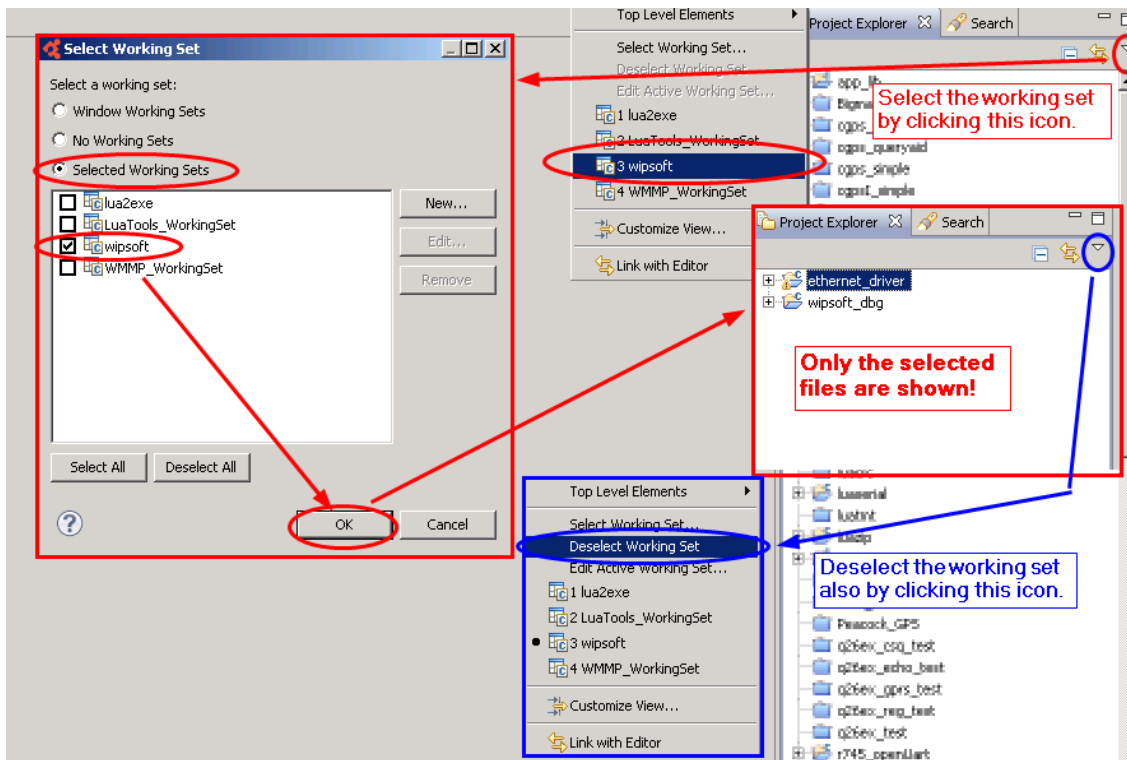 Select Working Set
Select a working set:
Window Working Sets
No Working Sets
Selected Working Sets
lua2exe
LuaTools_WorkingSet
wipsoft
WMMP_WorkingSet
New...
Edit...
Remove
Select All
Deselect All
OK
Cancel
Top Level Elements
Select Working Set...
Deselect Working Set
Edit Active Working Set...
1 lua2exe
2 LuaTools_WorkingSet
3 wipsoft
4 WMMP_WorkingSet
Customize View...
Link with Editor
Project Explorer
Search
app_lib
ogps_queryaid
ogps_simple
Select the working set
by clicking this icon.
Project Explorer
Search
ethernet_driver
wipsoft_dbg
Only the selected
files are shown!
Top Level Elements
Select Working Set...
Deselect Working Set
Edit Active Working Set...
1 lua2exe
2 LuaTools_WorkingSet
3 wipsoft
4 WMMP_WorkingSet
Customize View...
Link with Editor
Deselect the working set
also by clicking this icon.
Peacock_GPS
q26ex_csq_test
q26ex_echo_test
q26ex_gprs_test
q26ex_reg_test
q26ex_test